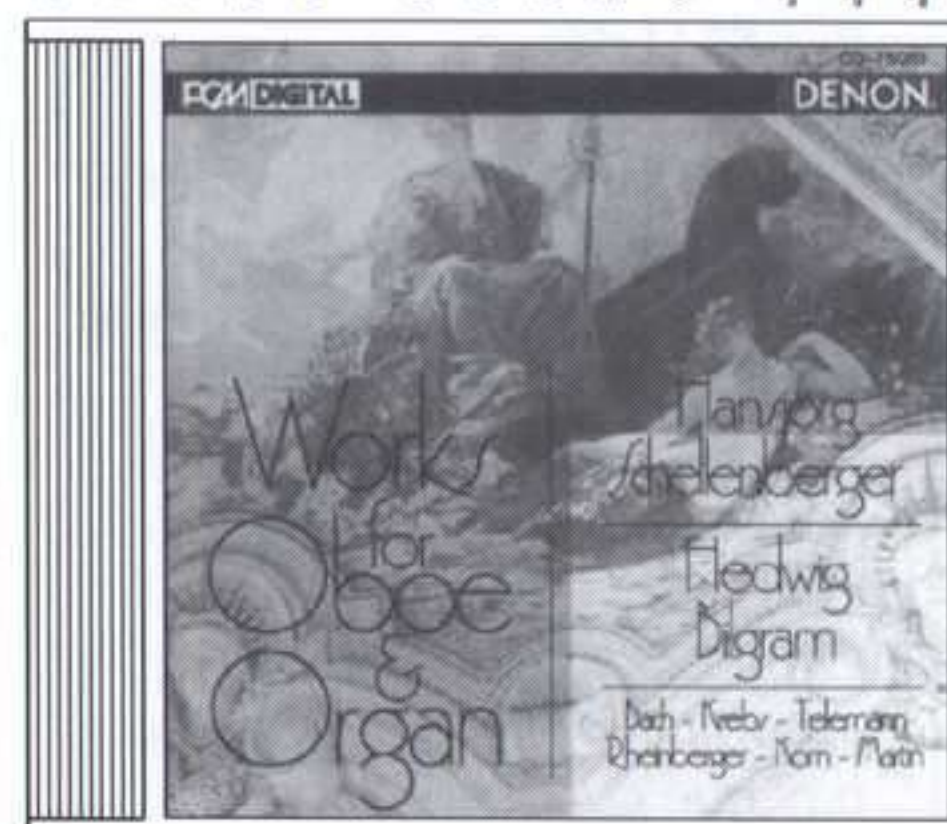 PCM DIGITAL
DENON
Works
for
Oboe
&
Organ
Hansjörg
Schellenberger
Hedwig
Bilgram
Bach - Krebs - Telemann
Rheinberger - Korn - Martin